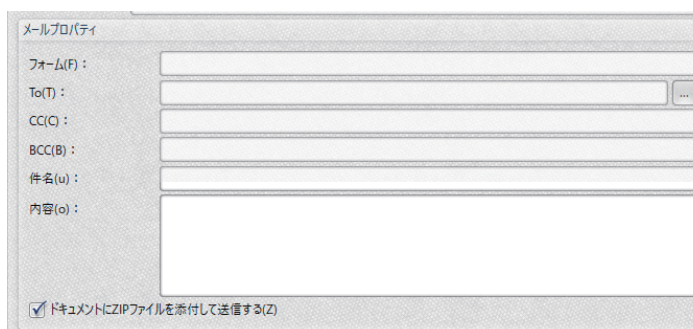 メールプロパティ
フォーム(F)：
To(T)：
...
CC(C)：
BCC(B)：
件名(u)：
内容(o)：
ドキュメントにZIPファイルを添付して送信する(Z)